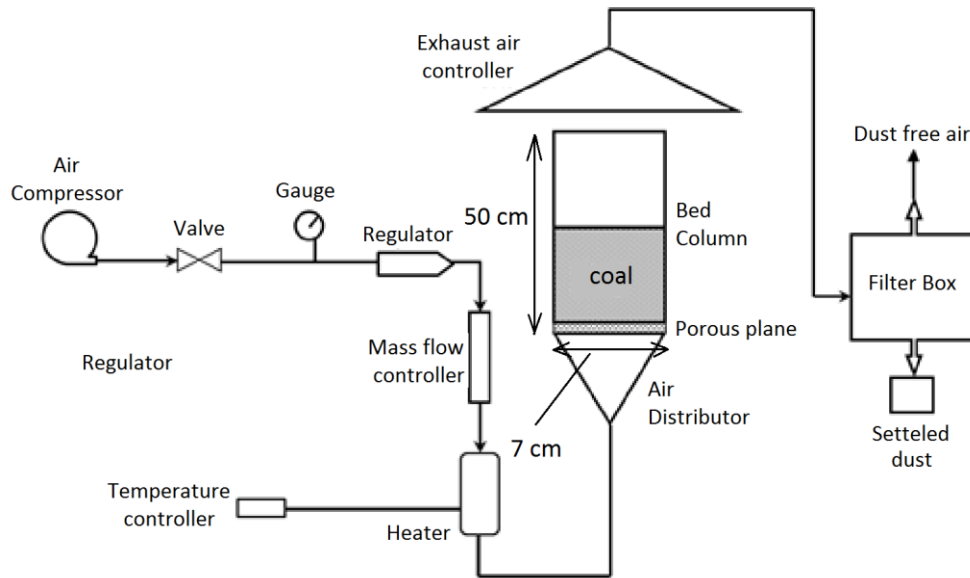 Exhaust air
controller
Dust free air
Air
Compressor
Gauge
50 cm
Bed
Column
Valve
Regulator
coal
Filter Box
Porous plane
Mass flow
controller
Regulator
Air
Distributor
7 cm
Setteled
dust
Temperature
controller
Heater